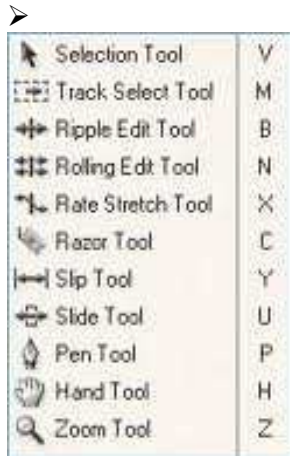 Selection Tool V
Track Select Tool M
Ripple Edit Tool B
Rolling Edit Tool N
Rate Stretch Tool X
Razor Tool C
Slip Tool Y
Slide Tool U
Pen Tool P
Hand Tool H
Zoom Tool Z